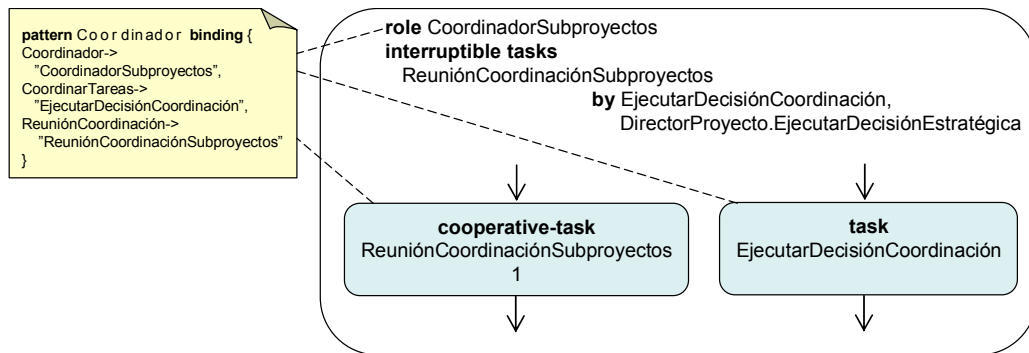 pattern Coordinador binding {
Coordinador->
"CoordinadorSubproyectos",
CoordinarTareas->
"EjecutarDecisiónCoordinación",
ReuniónCoordinación->
"ReuniónCoordinaciónSubproyectos"
}
role CoordinadorSubproyectos
interruptible tasks
ReuniónCoordinaciónSubproyectos
by EjecutarDecisiónCoordinación,
DirectorProyecto.EjecutarDecisiónEstratégica
cooperative-task
ReuniónCoordinaciónSubproyectos
1
task
EjecutarDecisiónCoordinación